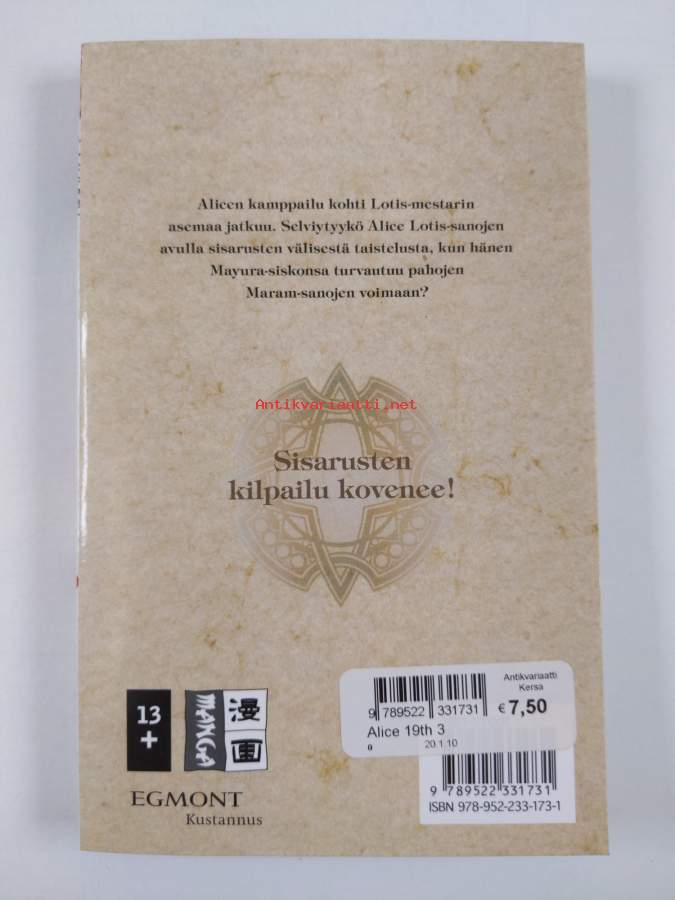 Alicen kamppailu kohti Lotis-mestarin
asemaa jatkuu. Selviytyykö Alice Lotis-sanojen
avulla sisarusten välisestä taistelusta, kun hänen
Mayura-siskonsa turvautuu pahojen
Maram-sanojen voimaan?
Antikvariaatti.net
Sisarusten
kilpailu kovenee!
13
+
MANGA
漫
画
EGMONT
Kustannus
Antikvariaatti
Kersa
€ 7,50
9 789522 331731
Alice 19th 3
0
20.1.10
9 789522 331731
ISBN 978-952-233-173-1